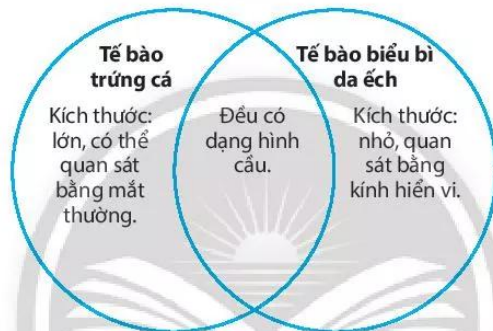 Tế bào
trứng cá
Kích thước:
lớn, có thể
quan sát
bằng mắt
thường.
Đều có
dạng hình
cầu.
Tế bào biểu bì
da ếch
Kích thước:
nhỏ, quan
sát bằng
kính hiển vi.